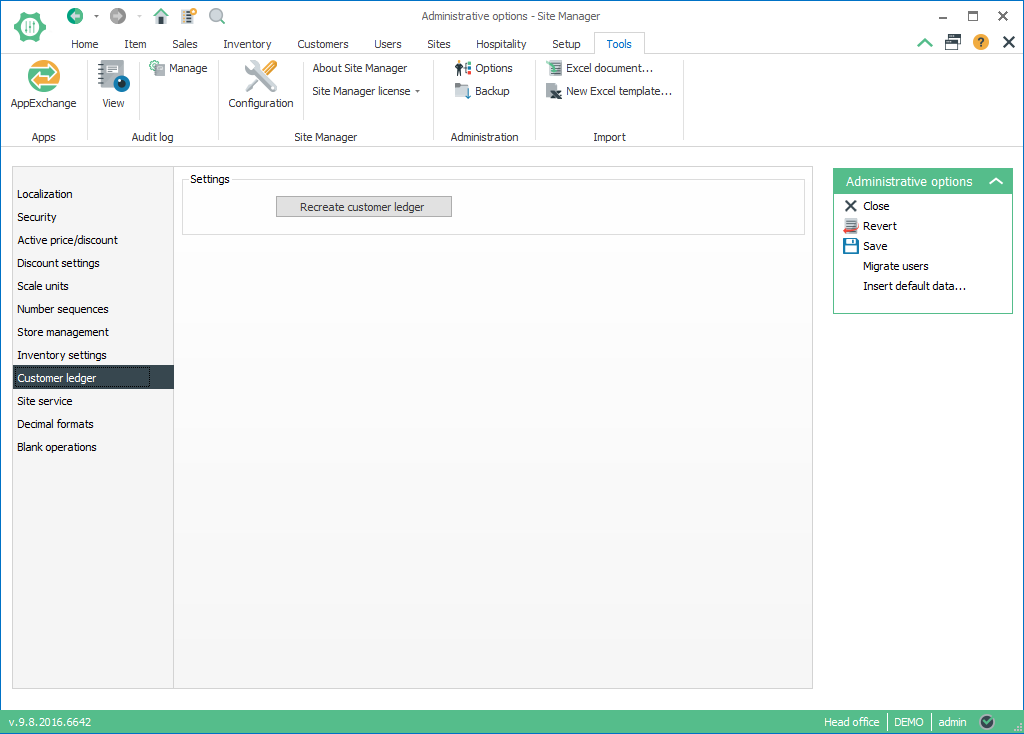 Administrative options - Site Manager
Home Item Sales Inventory Customers Users Sites Hospitality Setup Tools
AppExchange
Apps
View
Manage
Audit log
Configuration
About Site Manager
Site Manager license
Site Manager
Options
Backup
Administration
Excel document...
New Excel template...
Import
Localization
Security
Active price/discount
Discount settings
Scale units
Number sequences
Store management
Inventory settings
Customer ledger
Site service
Decimal formats
Blank operations
Settings
Recreate customer ledger
Administrative options
Close
Revert
Save
Migrate users
Insert default data...
v.9.8.2016.6642
Head office DEMO admin